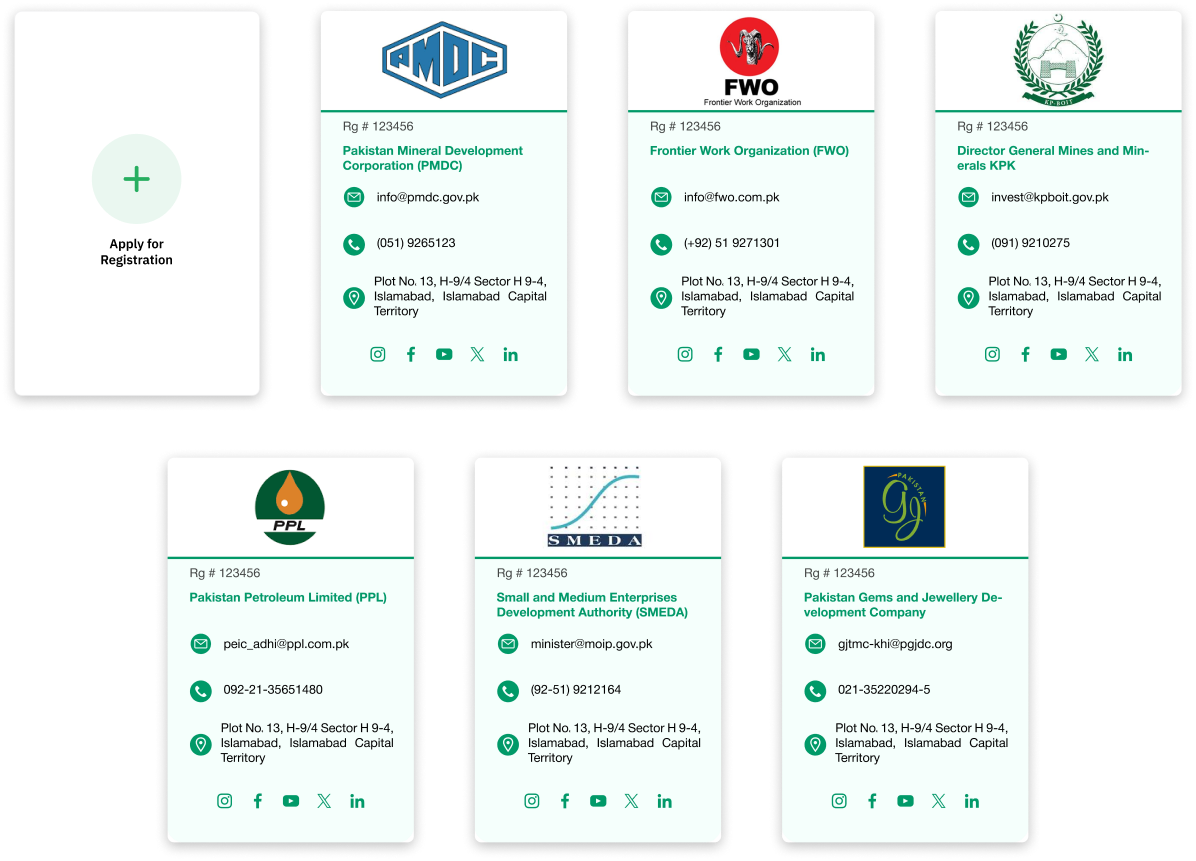 Apply for
Registration
PMDC
Rg # 123456
Pakistan Mineral Development
Corporation (PMDC)
info@pmdc.gov.pk
(051) 9265123
Plot No. 13, H-9/4 Sector H 9-4,
Islamabad, Islamabad Capital
Territory
FWO
Frontier Work Organization
Rg # 123456
Frontier Work Organization (FWO)
info@fwo.com.pk
(+92) 51 9271301
Plot No. 13, H-9/4 Sector H 9-4,
Islamabad, Islamabad Capital
Territory
KP-BOIT
Rg # 123456
Director General Mines and Min-
erals KPK
invest@kpboit.gov.pk
(091) 9210275
Plot No. 13, H-9/4 Sector H 9-4,
Islamabad, Islamabad Capital
Territory
PPL
Rg # 123456
Pakistan Petroleum Limited (PPL)
peic_adhi@ppl.com.pk
092-21-35651480
Plot No. 13, H-9/4 Sector H 9-4,
Islamabad, Islamabad Capital
Territory
SMEDA
Rg # 123456
Small and Medium Enterprises
Development Authority (SMEDA)
minister@moip.gov.pk
(92-51) 9212164
Plot No. 13, H-9/4 Sector H 9-4,
Islamabad, Islamabad Capital
Territory
PAKISTAN
GJ
Rg # 123456
Pakistan Gems and Jewellery De-
velopment Company
gjtmc-khi@pgjdc.org
021-35220294-5
Plot No. 13, H-9/4 Sector H 9-4,
Islamabad, Islamabad Capital
Territory